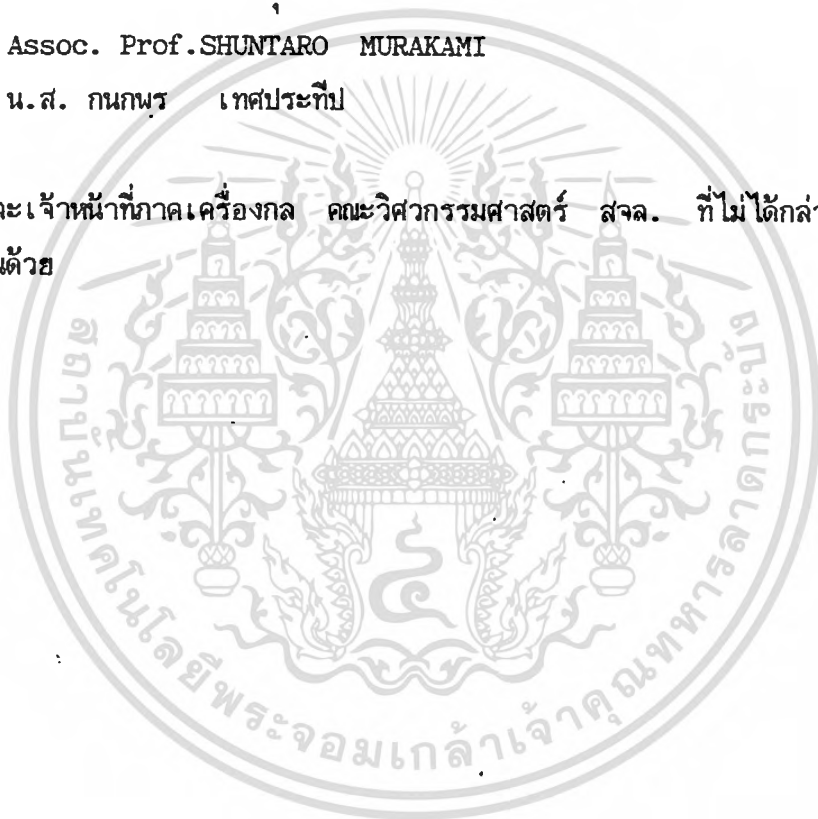 Assoc. Prof.SHUNTARO MURAKAMI
น.ส. กนกพร เทศประทีป
ะเจ้าหน้าที่ภาคเครื่องกล คณะวิศวกรรมศาสตร์ สจล. ที่ไม่ได้กล่า
นด้วย
สถาบันเทคโนโลยีพระจอมเกล้าเจ้าคุณทหารลาดกระบัง
๔